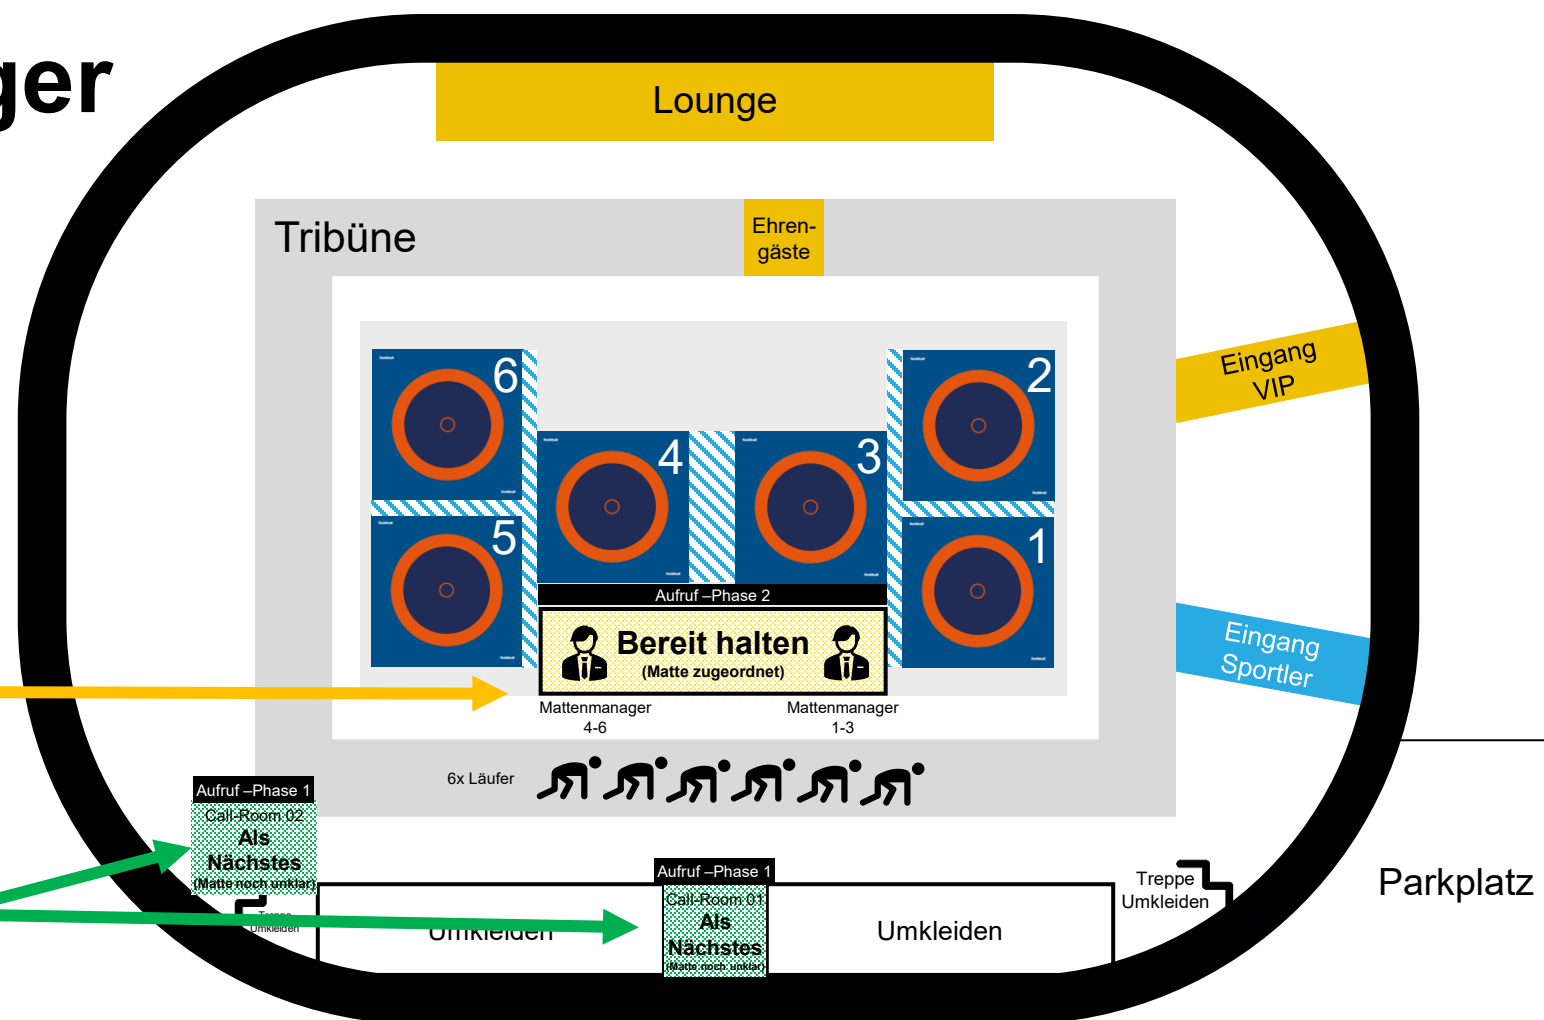 ger
Lounge
Tribüne
Ehren-
gäste
6
2
4
3
5
1
Eingang
VIP
Eingang
Sportler
Aufruf –Phase 2
Bereit halten
(Matte zugeordnet)
Mattenmanager
4-6
Mattenmanager
1-3
6x Läufer
Aufruf –Phase 1
Call-Room 02
Als
Nächstes
(Matte noch unklar)
Treppe
Umkleiden
Umkleiden
Aufruf –Phase 1
Call-Room 01
Als
Nächstes
(Matte noch unklar)
Umkleiden
Treppe
Umkleiden
Parkplatz